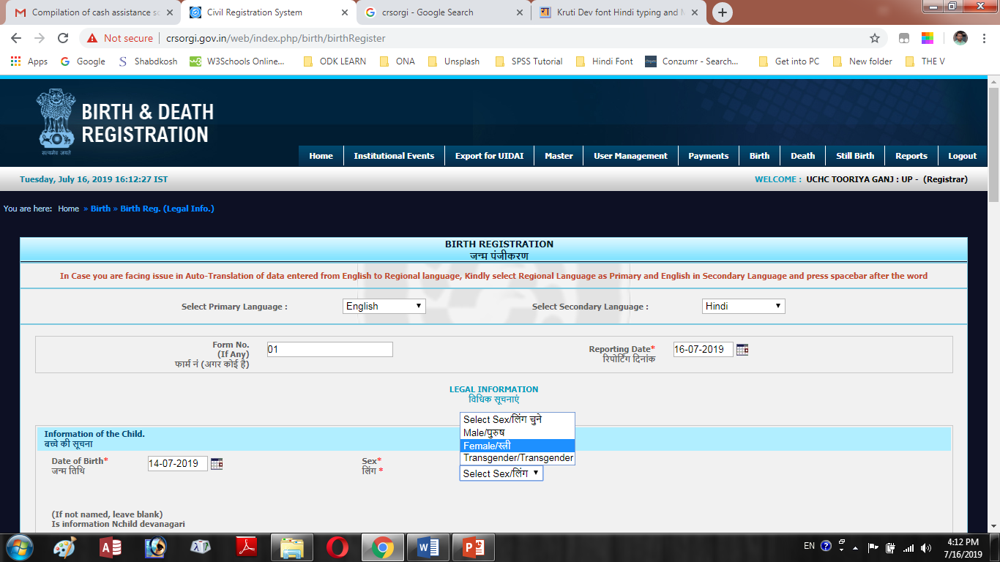 Compilation of cash assistance sc
Civil Registration System
crsorgi - Google Search
Kruti Dev font Hindi typing and M
Not secure
crsorgi.gov.in/web/index.php/birth/birthRegister
Apps
Google
Shabdkosh
W3Schools Online...
ODK LEARN
ONA
Unsplash
SPSS Tutorial
Hindi Font
Conzumr - Search...
Get into PC
New folder
THE V
सत्यमेव जयते
BIRTH & DEATH
REGISTRATION
Home
Institutional Events
Export for UIDAI
Master
User Management
Payments
Birth
Death
Still Birth
Reports
Logout
Tuesday, July 16, 2019 16:12:27 IST
WELCOME : UCHC TOORIYA GANJ : UP - (Registrar)
You are here: Home » Birth » Birth Reg. (Legal Info.)
BIRTH REGISTRATION
जन्म पंजीकरण
In Case you are facing issue in Auto-Translation of data entered from English to Regional language, Kindly select Regional Language as Primary and English in Secondary Language and press spacebar after the word
Select Primary Language :
English
Select Secondary Language :
Hindi
Form No.
(If Any)
फार्म नं (अगर कोई है)
01
Reporting Date*
रिपोर्टिंग दिनांक
16-07-2019
LEGAL INFORMATION
विधिक सूचनाएं
Information of the Child.
बच्चे की सूचना
Select Sex/लिंग चुने
Male/पुरुष
Female/स्त्री
Transgender/Transgender
Date of Birth*
जन्म तिथि
14-07-2019
Sex*
लिंग *
Select Sex/लिंग
(If not named, leave blank)
Is information Nchild devanagari
EN
4:12 PM
7/16/2019